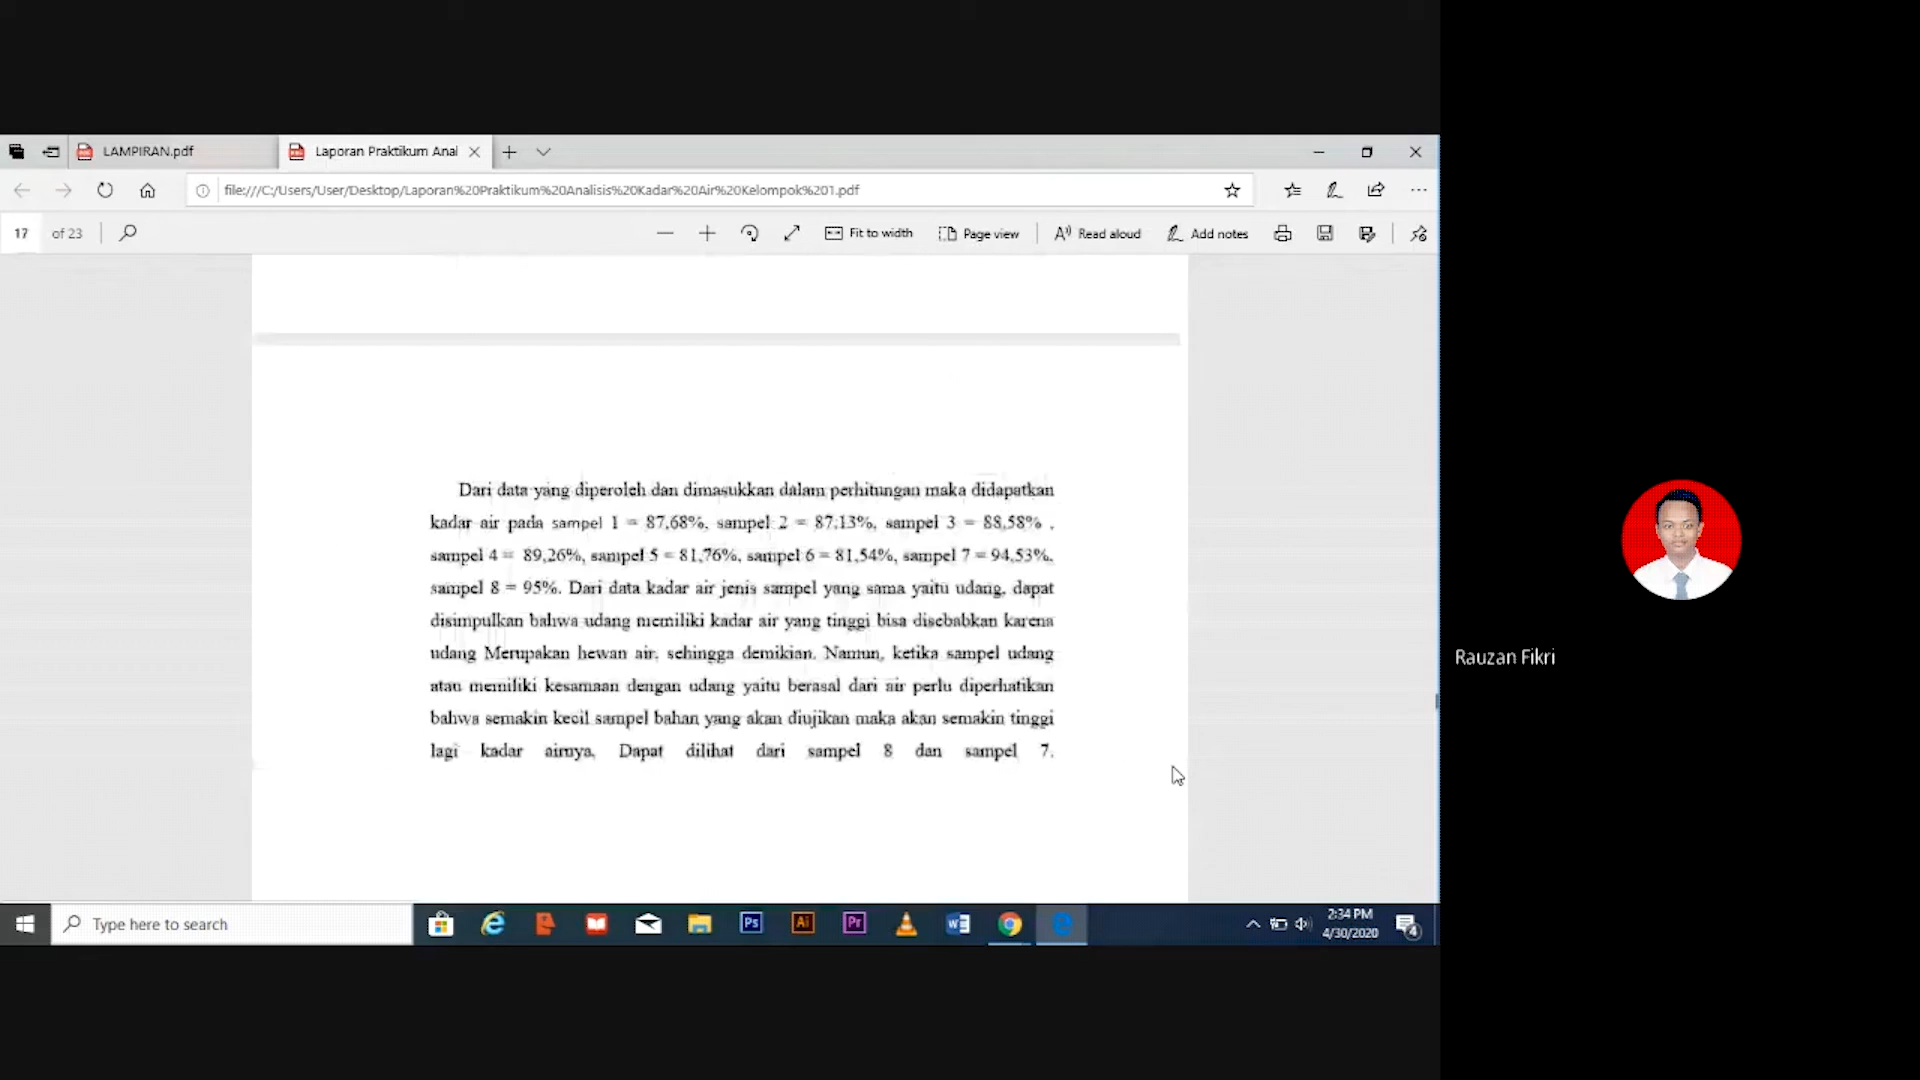 LAMPIRAN.pdf
Laporan Praktikum Anal
file:///C:/Users/User/Desktop/Laporan%20Praktikum%20Analisis%20Kadar%20Air%20Kelompok%201.pdf
17 of 23
Fit to width
Page view
Read aloud
Add notes
Dari data yang diperoleh dan dimasukkan dalam perhitungan maka didapatkan
kadar air pada sampel 1 = 87,68%, sampel 2 = 87,13%, sampel 3 = 88,58% ,
sampel 4 = 89,26%, sampel 5 = 81,76%, sampel 6 = 81,54%, sampel 7 = 94,53%,
sampel 8 = 95%. Dari data kadar air jenis sampel yang sama yaitu udang, dapat
disimpulkan bahwa udang memiliki kadar air yang tinggi bisa disebabkan karena
udang Merupakan hewan air, sehingga demikian. Namun, ketika sampel udang
atau memiliki kesamaan dengan udang yaitu berasal dari air perlu diperhatikan
bahwa semakin kecil sampel bahan yang akan diujikan maka akan semakin tinggi
lagi kadar airnya, Dapat dilihat dari sampel 8 dan sampel 7.
Rauzan Fikri
Type here to search
Ps
Ai
Pr
2:34 PM
4/30/2020
4